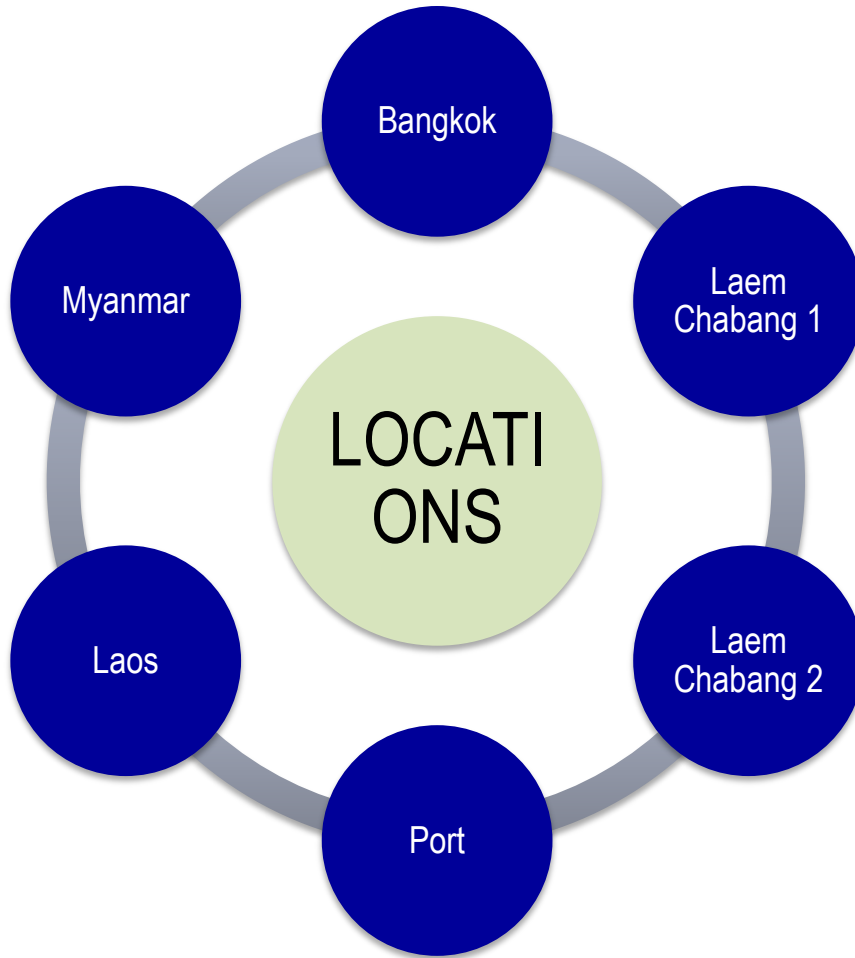 Bangkok
Laem
Chabang 1
Laem
Chabang 2
Port
Laos
Myanmar
LOCATI
ONS